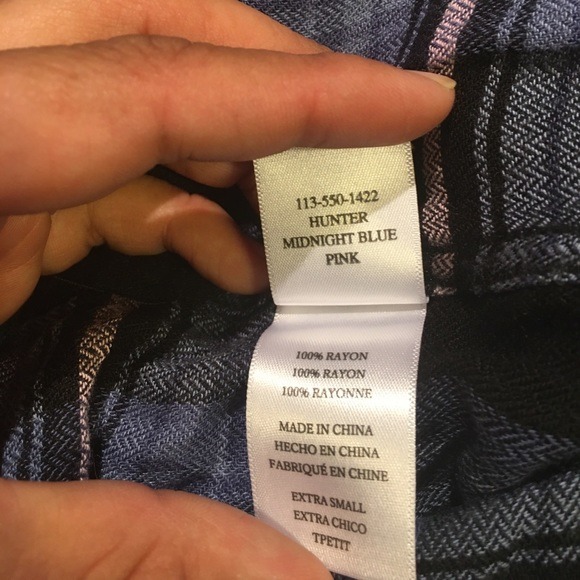 113-550-1422
HUNTER
MIDNIGHT BLUE
PINK
100% RAYON
100% RAYON
100% RAYONNE
MADE IN CHINA
HECHO EN CHINA
FABRIQUÉ EN CHINE
EXTRA SMALL
EXTRA CHICO
TPETIT